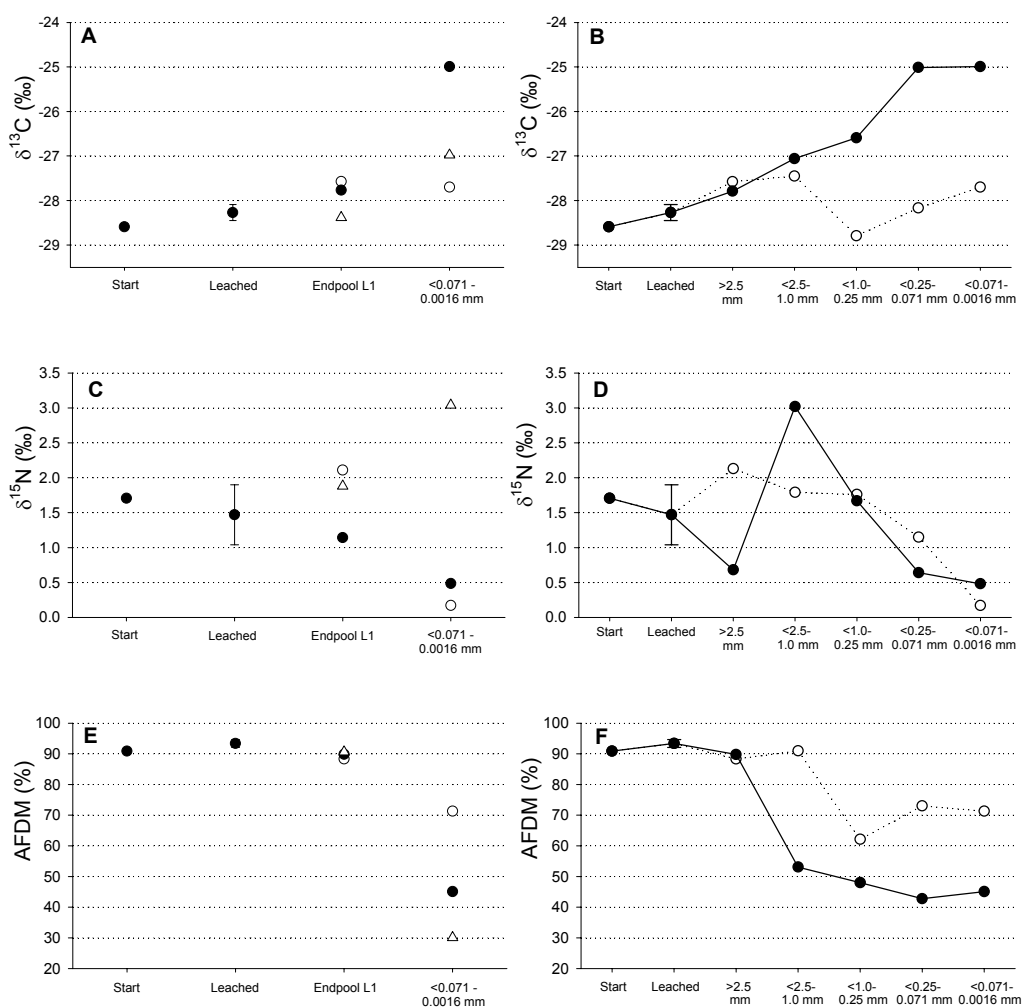 A
δ13C (‰)
-24
-25
-26
-27
-28
-29
Start
Leached
Endpool L1
<0.071 -
0.0016 mm
B
δ13C (‰)
-24
-25
-26
-27
-28
-29
Start
Leached
>2.5
mm
<2.5-
1.0 mm
<1.0-
0.25 mm
<0.25-
0.071 mm
<0.071-
0.0016 mm
C
δ15N (‰)
3.5
3.0
2.5
2.0
1.5
1.0
0.5
0.0
Start
Leached
Endpool L1
<0.071 -
0.0016 mm
D
δ15N (‰)
3.5
3.0
2.5
2.0
1.5
1.0
0.5
0.0
Start
Leached
>2.5
mm
<2.5-
1.0 mm
<1.0-
0.25 mm
<0.25-
0.071 mm
<0.071-
0.0016 mm
E
AFDM (%)
100
90
80
70
60
50
40
30
20
Start
Leached
Endpool L1
<0.071 -
0.0016 mm
F
AFDM (%)
100
90
80
70
60
50
40
30
20
Start
Leached
>2.5
mm
<2.5-
1.0 mm
<1.0-
0.25 mm
<0.25-
0.071 mm
<0.071-
0.0016 mm